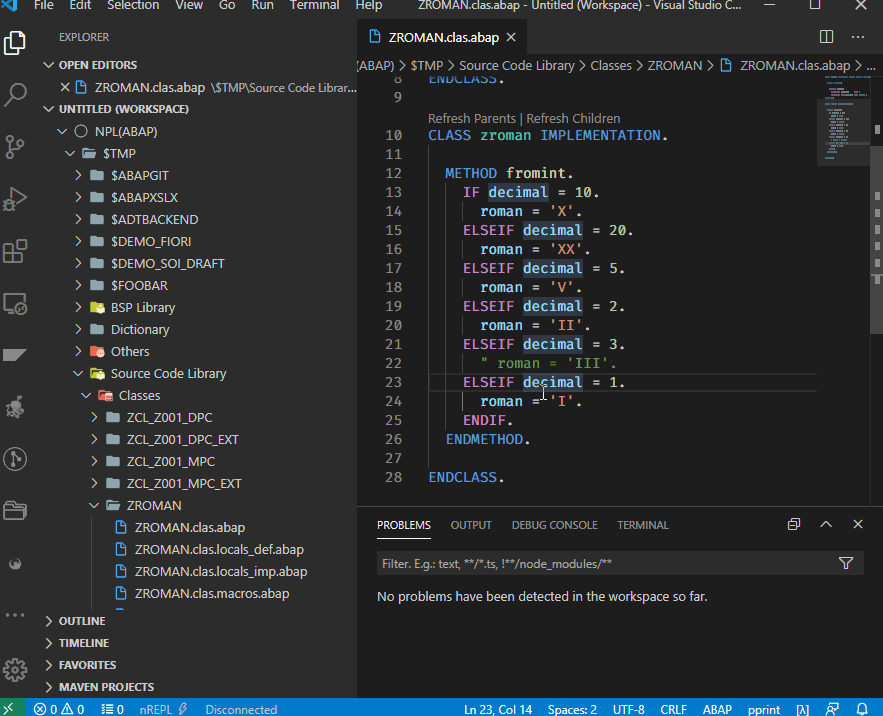 File Edit Selection View Go Run Terminal Help ZROMAN.clas.abap - Untitled (Workspace) - Visual Studio C...
EXPLORER
OPEN EDITORS
ZROMAN.clas.abap \$TMP\Source Code Librar...
UNTITLED (WORKSPACE)
NPL(ABAP)
$TMP
$ABAPGIT
$ABAPXSLX
$ADTBACKEND
$DEMO_FIORI
$DEMO_SOI_DRAFT
$FOOBAR
BSP Library
Dictionary
Others
Source Code Library
Classes
ZCL_Z001_DPC
ZCL_Z001_DPC_EXT
ZCL_Z001_MPC
ZCL_Z001_MPC_EXT
ZROMAN
ZROMAN.clas.abap
ZROMAN.clas.locals_def.abap
ZROMAN.clas.locals_imp.abap
ZROMAN.clas.macros.abap
OUTLINE
TIMELINE
FAVORITES
MAVEN PROJECTS
ZROMAN.clas.abap
(ABAP) > $TMP > Source Code Library > Classes > ZROMAN > ZROMAN.clas.abap > ...
8 ENDCLASS.
9
Refresh Parents | Refresh Children
10 CLASS zroman IMPLEMENTATION.
11
12 METHOD fromint.
13 IF decimal = 10.
14 roman = 'X'.
15 ELSEIF decimal = 20.
16 roman = 'XX'.
17 ELSEIF decimal = 5.
18 roman = 'V'.
19 ELSEIF decimal = 2.
20 roman = 'II'.
21 ELSEIF decimal = 3.
22 " roman = 'III'.
23 ELSEIF decimal = 1.
24 roman = 'I'.
25 ENDIF.
26 ENDMETHOD.
27
28 ENDCLASS.
PROBLEMS OUTPUT DEBUG CONSOLE TERMINAL
Filter. E.g.: text, **/*.ts, !**/node_modules/**
No problems have been detected in the workspace so far.
0 0 0 nREPL Disconnected Ln 23, Col 14 Spaces: 2 UTF-8 CRLF ABAP pprint [λ]